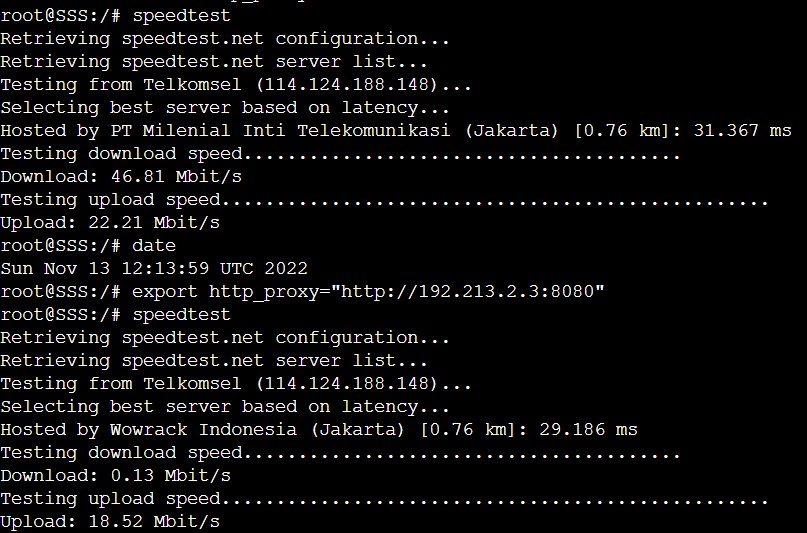 root@SSS:/# speedtest
Retrieving speedtest.net configuration...
Retrieving speedtest.net server list...
Testing from Telkomsel (114.124.188.148)...
Selecting best server based on latency...
Hosted by PT Milenial Inti Telekomunikasi (Jakarta) [0.76 km]: 31.367 ms
Testing download speed........................................
Download: 46.81 Mbit/s
Testing upload speed..................................................
Upload: 22.21 Mbit/s
root@SSS:/# date
Sun Nov 13 12:13:59 UTC 2022
root@SSS:/# export http_proxy="http://192.213.2.3:8080"
root@SSS:/# speedtest
Retrieving speedtest.net configuration...
Retrieving speedtest.net server list...
Testing from Telkomsel (114.124.188.148)...
Selecting best server based on latency...
Hosted by Wowrack Indonesia (Jakarta) [0.76 km]: 29.186 ms
Testing download speed........................................
Download: 0.13 Mbit/s
Testing upload speed..................................................
Upload: 18.52 Mbit/s